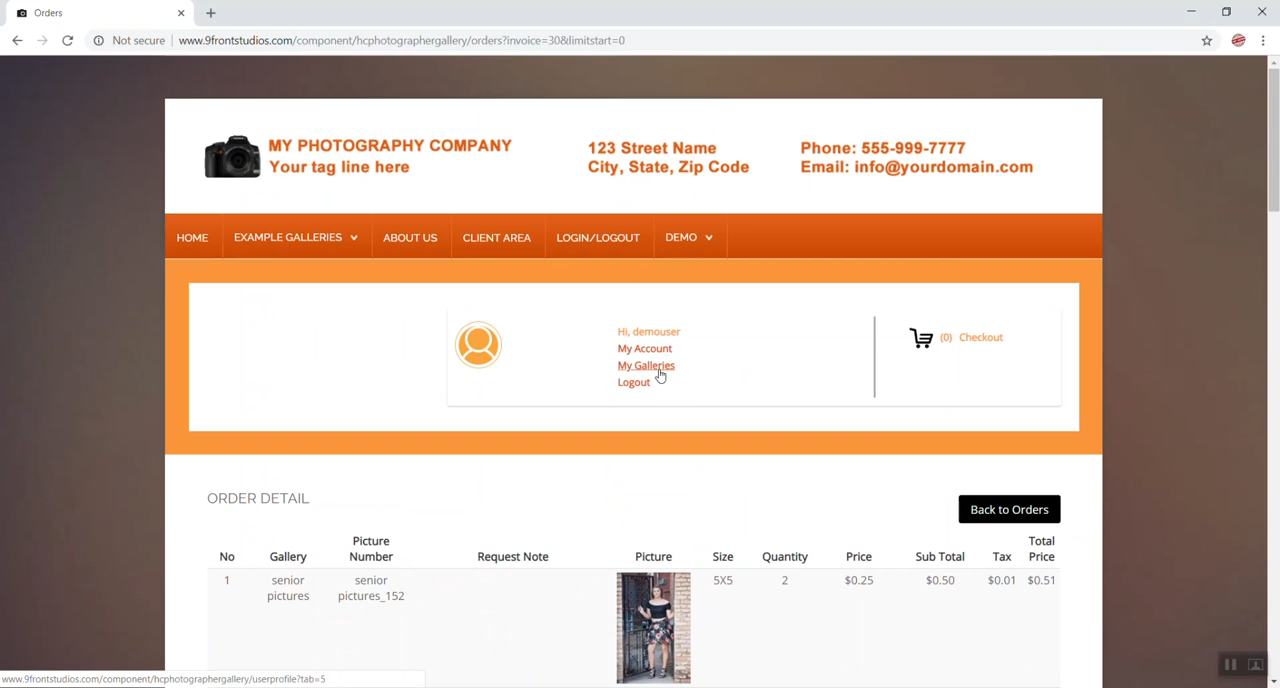 Orders
Not secure
www.9frontstudios.com/component/hcphotographergallery/orders?invoice=30&limitstart=0
MY PHOTOGRAPHY COMPANY
Your tag line here
123 Street Name
City, State, Zip Code
Phone: 555-999-7777
Email: info@yourdomain.com
HOME
EXAMPLE GALLERIES
ABOUT US
CLIENT AREA
LOGIN/LOGOUT
DEMO
Hi, demouser
My Account
My Galleries
Logout
(0) Checkout
ORDER DETAIL
Back to Orders
No
Gallery
Picture
Number
Request Note
Picture
Size
Quantity
Price
Sub Total
Tax
Total
Price
1
senior
pictures
senior
pictures_152
5X5
2
$0.25
$0.50
$0.01
$0.51
www.9frontstudios.com/component/hcphotographergallery/userprofile?tab=5